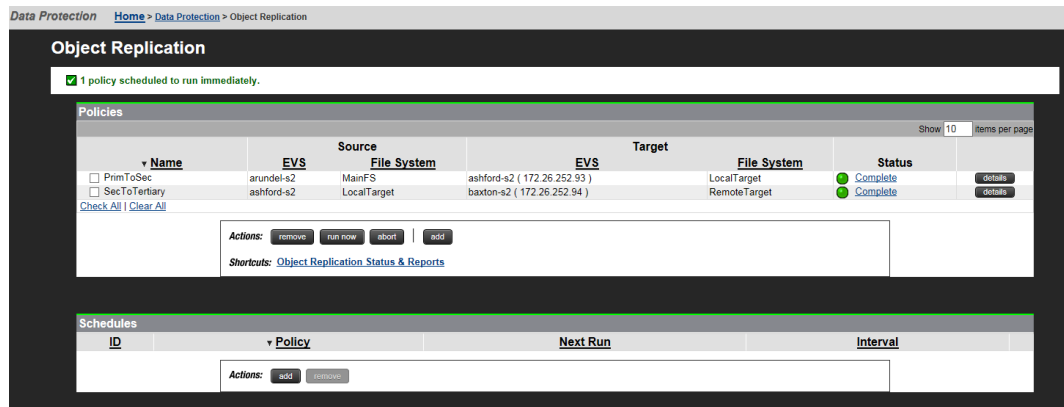 Data Protection Home > Data Protection > Object Replication
Object Replication
1 policy scheduled to run immediately.
Policies
Show 10 items per page
Source Target
Name EVS File System EVS File System Status
PrimToSec arundel-s2 MainFS ashford-s2 ( 172.26.252.93 ) LocalTarget Complete details
SecToTertiary ashford-s2 LocalTarget baxton-s2 ( 172.26.252.94 ) RemoteTarget Complete details
Check All | Clear All
Actions: remove run now abort | add
Shortcuts: Object Replication Status & Reports
Schedules
ID Policy Next Run Interval
Actions: add remove